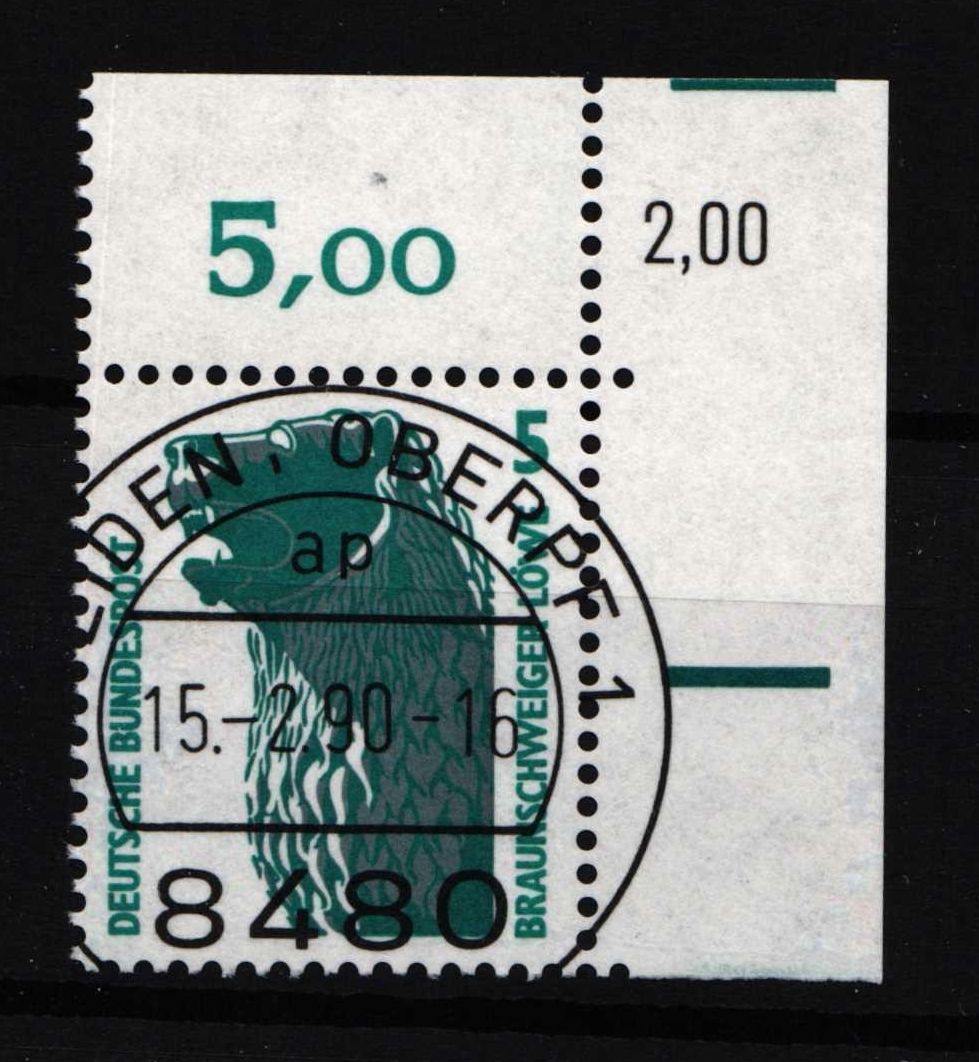 5,00
2,00
EIDEN, OBERPF 1
ap
15.-2.90-16
8480
DEUTSCHE BUNDESPOST
BRAUNSCHWEIGER LÖWE 5